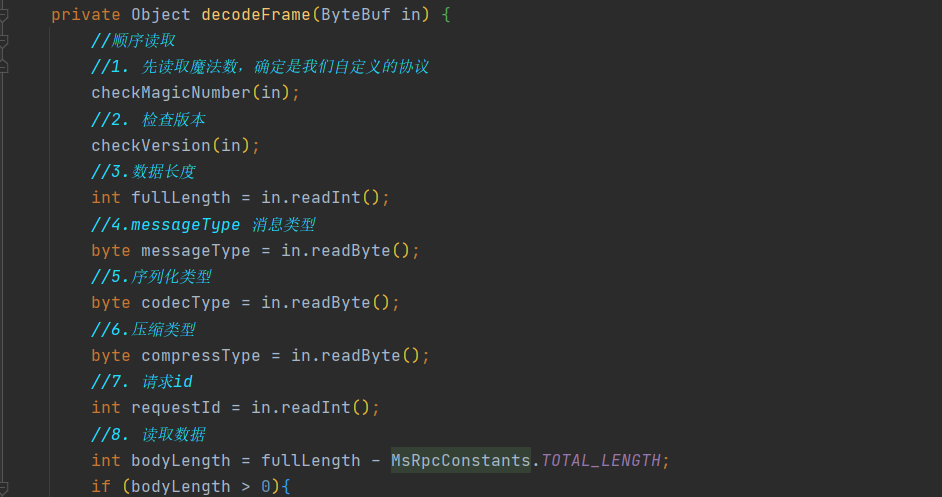 private Object decodeFrame(ByteBuf in) {
//顺序读取
//1. 先读取魔法数，确定是我们自定义的协议
checkMagicNumber(in);
//2. 检查版本
checkVersion(in);
//3.数据长度
int fullLength = in.readInt();
//4.messageType 消息类型
byte messageType = in.readByte();
//5.序列化类型
byte codecType = in.readByte();
//6.压缩类型
byte compressType = in.readByte();
//7. 请求id
int requestId = in.readInt();
//8. 读取数据
int bodyLength = fullLength - MsRpcConstants.TOTAL_LENGTH;
if (bodyLength > 0){